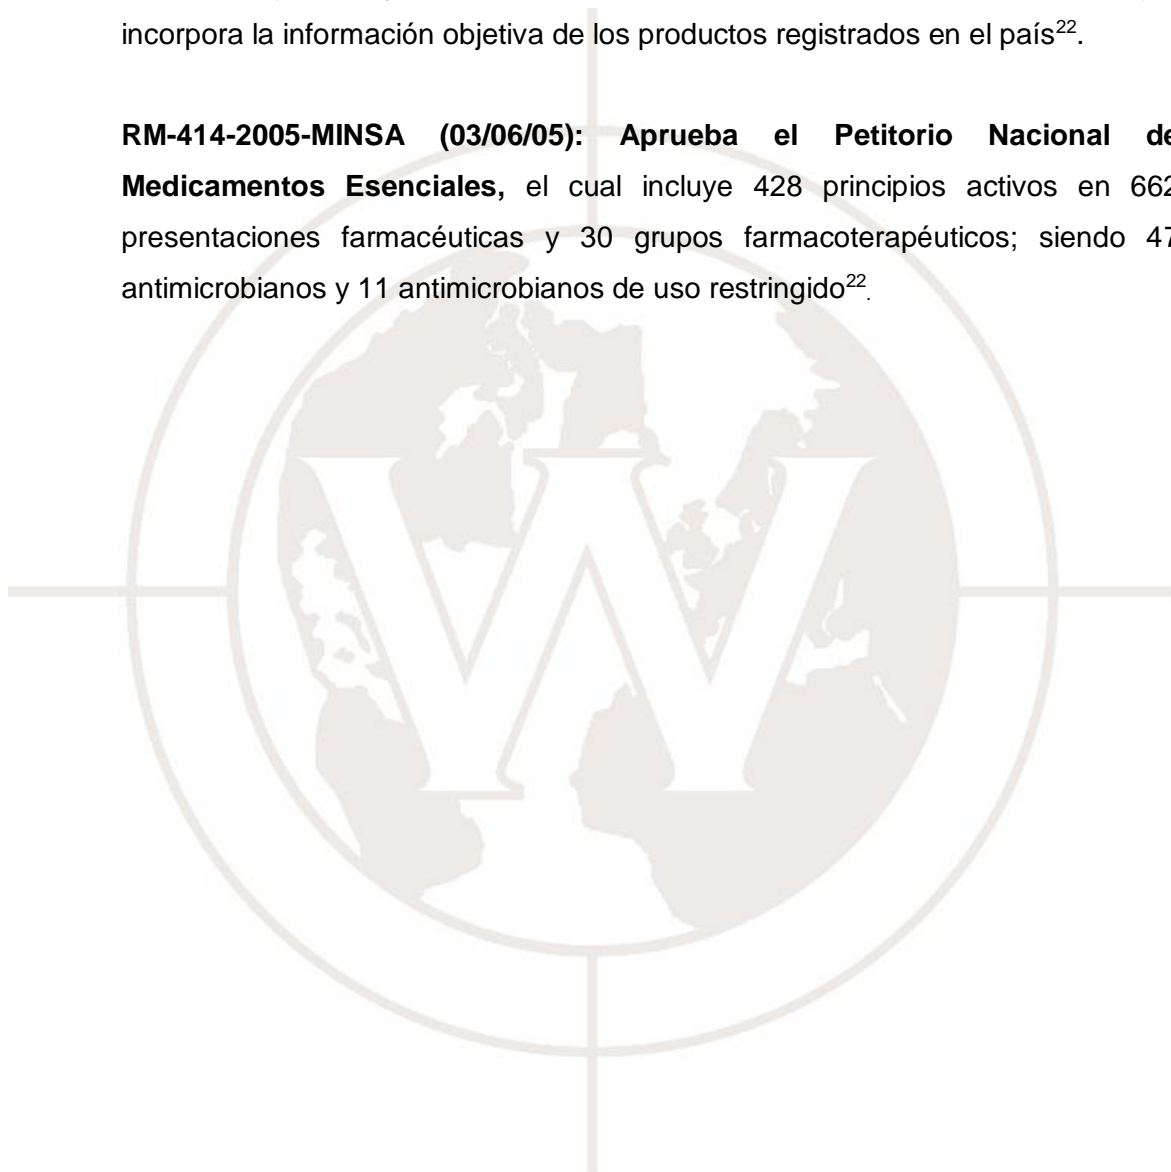 incorpora la información objetiva de los productos registrados en el país²².
RM-414-2005-MINSA (03/06/05): Aprueba el Petitorio Nacional de
Medicamentos Esenciales, el cual incluye 428 principios activos en 662
presentaciones farmacéuticas y 30 grupos farmacoterapéuticos; siendo 47
antimicrobianos y 11 antimicrobianos de uso restringido²².
W